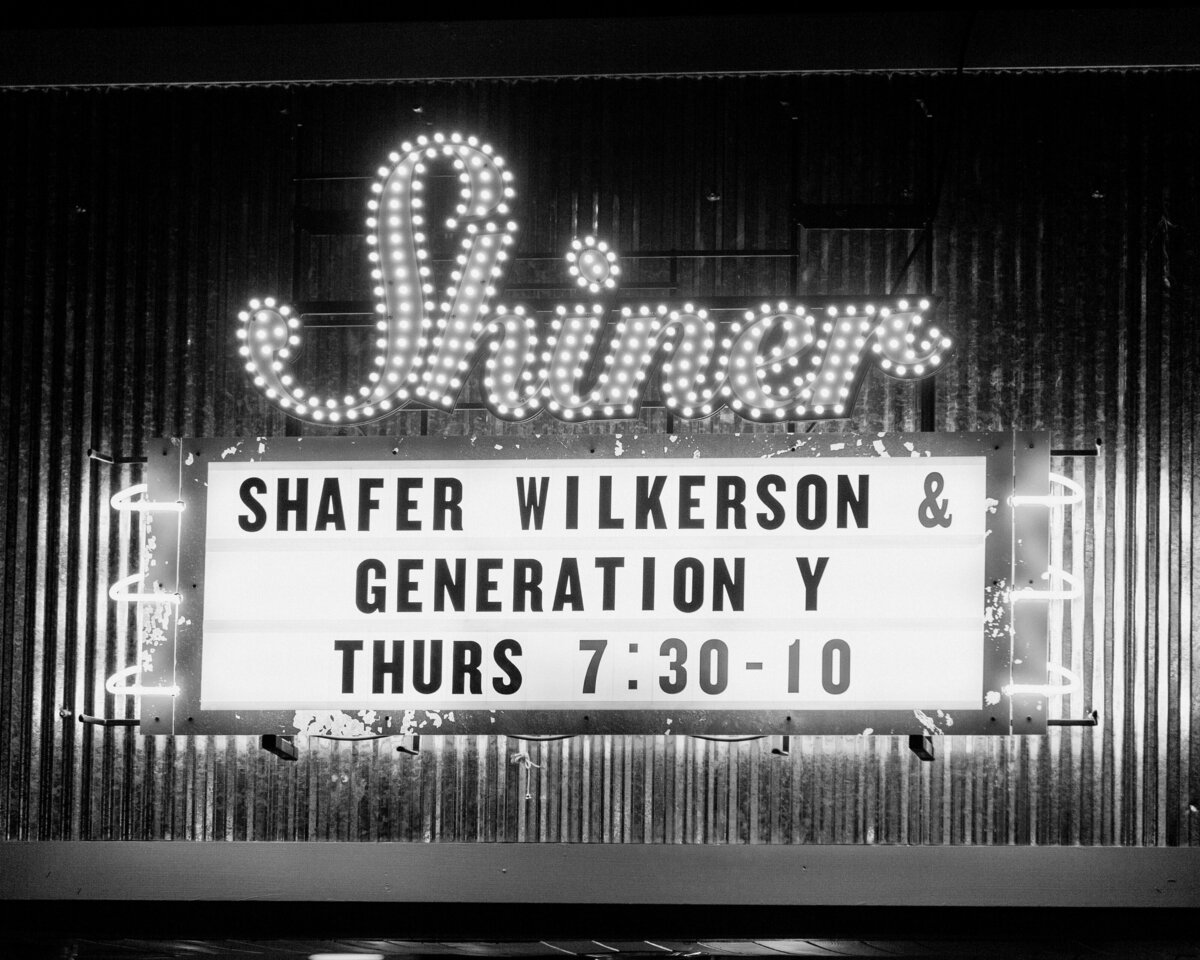 Shiner
SHAFER WILKERSON &
GENERATION Y
THURS 7:30-10